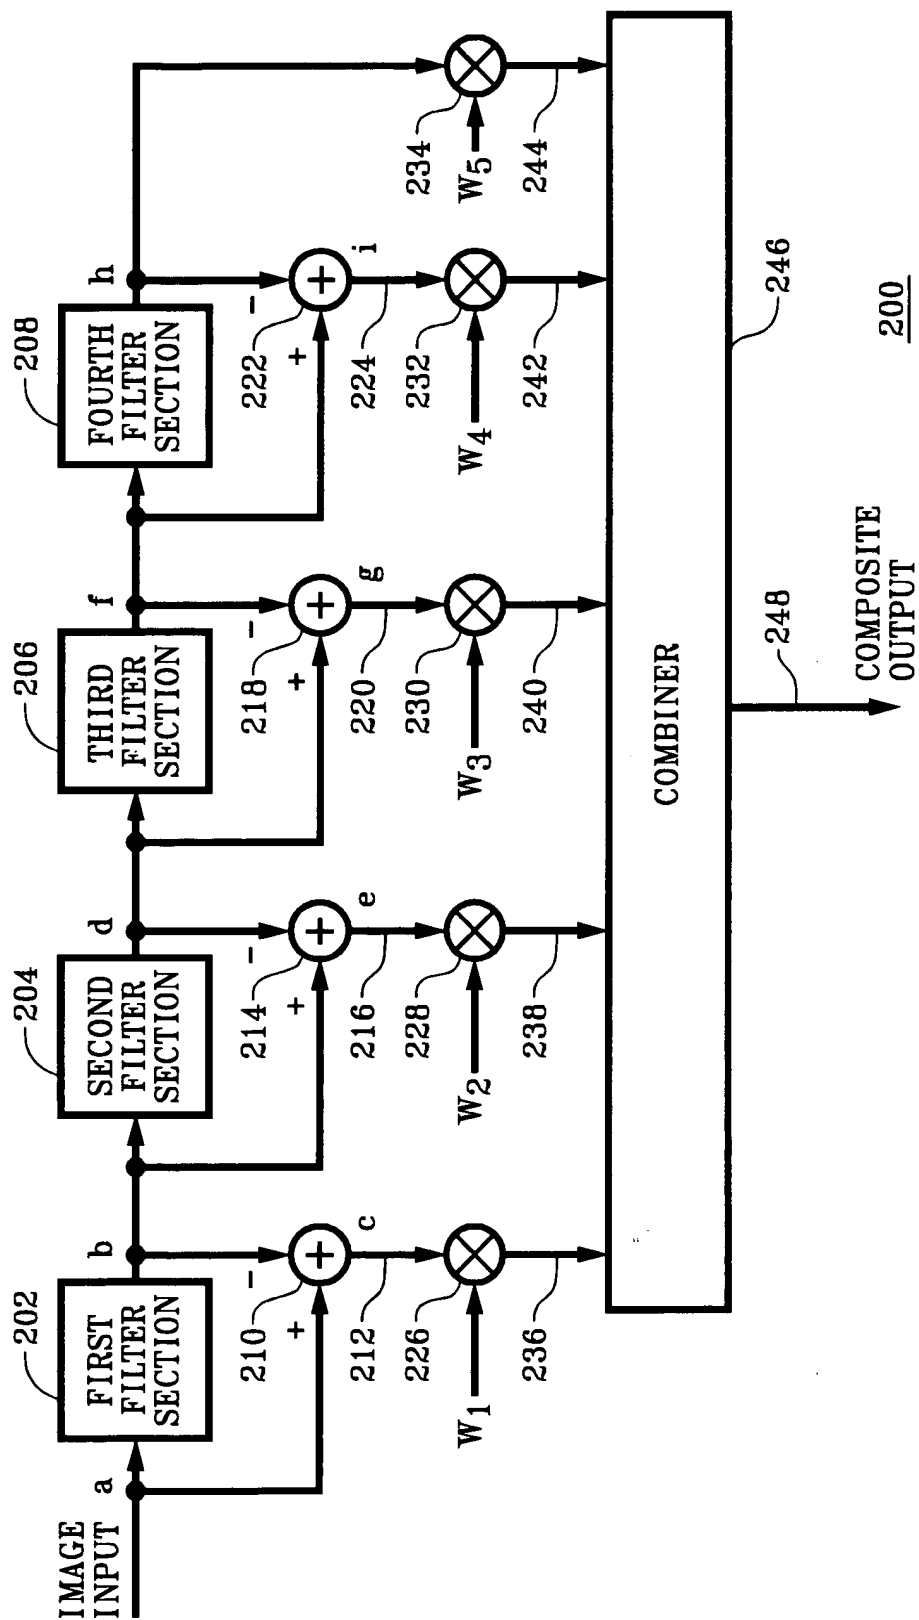 IMAGE
INPUT
a
202
FIRST
FILTER
SECTION
b
204
SECOND
FILTER
SECTION
d
206
THIRD
FILTER
SECTION
f
208
FOURTH
FILTER
SECTION
h
210
−
+
c
214
−
+
e
218
−
+
g
222
−
+
i
212
216
220
224
226
228
230
232
234
W1
W2
W3
W4
W5
236
238
240
242
244
COMBINER
246
248
COMPOSITE
OUTPUT
200